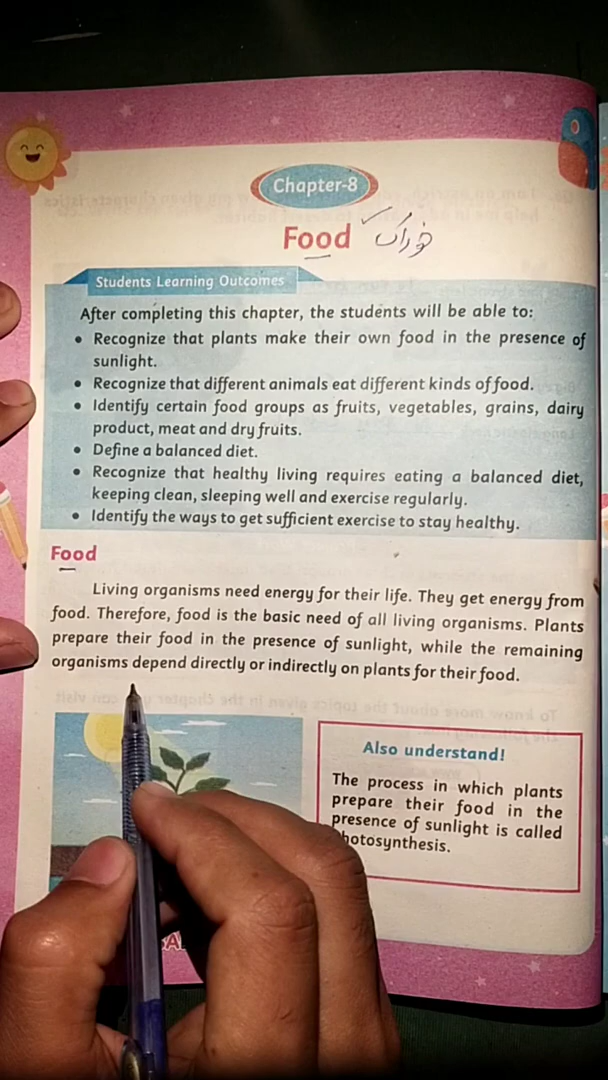 Chapter-8
Food خوراک
Students Learning Outcomes
After completing this chapter, the students will be able to:
• Recognize that plants make their own food in the presence of
sunlight.
• Recognize that different animals eat different kinds of food.
• Identify certain food groups as fruits, vegetables, grains, dairy
product, meat and dry fruits.
• Define a balanced diet.
• Recognize that healthy living requires eating a balanced diet,
keeping clean, sleeping well and exercise regularly.
• Identify the ways to get sufficient exercise to stay healthy.
Food
Living organisms need energy for their life. They get energy from
food. Therefore, food is the basic need of all living organisms. Plants
prepare their food in the presence of sunlight, while the remaining
organisms depend directly or indirectly on plants for their food.
Also understand!
The process in which plants
prepare their food in the
presence of sunlight is called
photosynthesis.